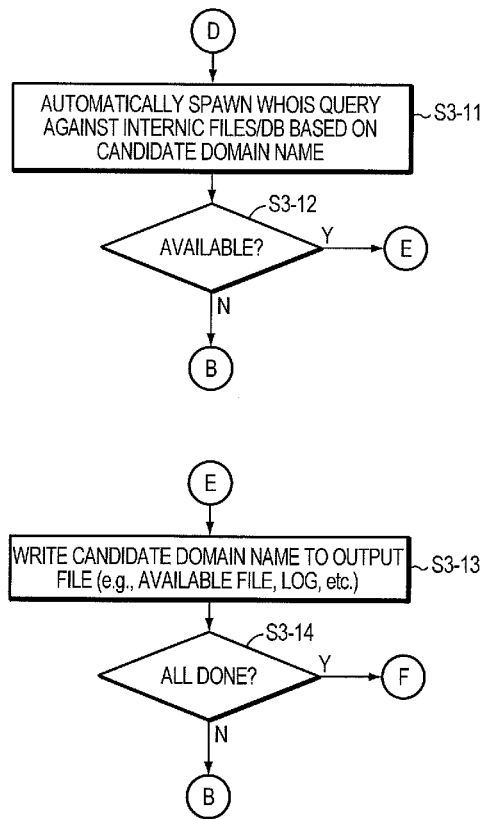 D
AUTOMATICALLY SPAWN WHOIS QUERY
AGAINST INTERNIC FILES/DB BASED ON
CANDIDATE DOMAIN NAME
S3-11
S3-12
AVAILABLE?
Y
E
N
B
E
WRITE CANDIDATE DOMAIN NAME TO OUTPUT
FILE (e.g., AVAILABLE FILE, LOG, etc.)
S3-13
S3-14
ALL DONE?
Y
F
N
B